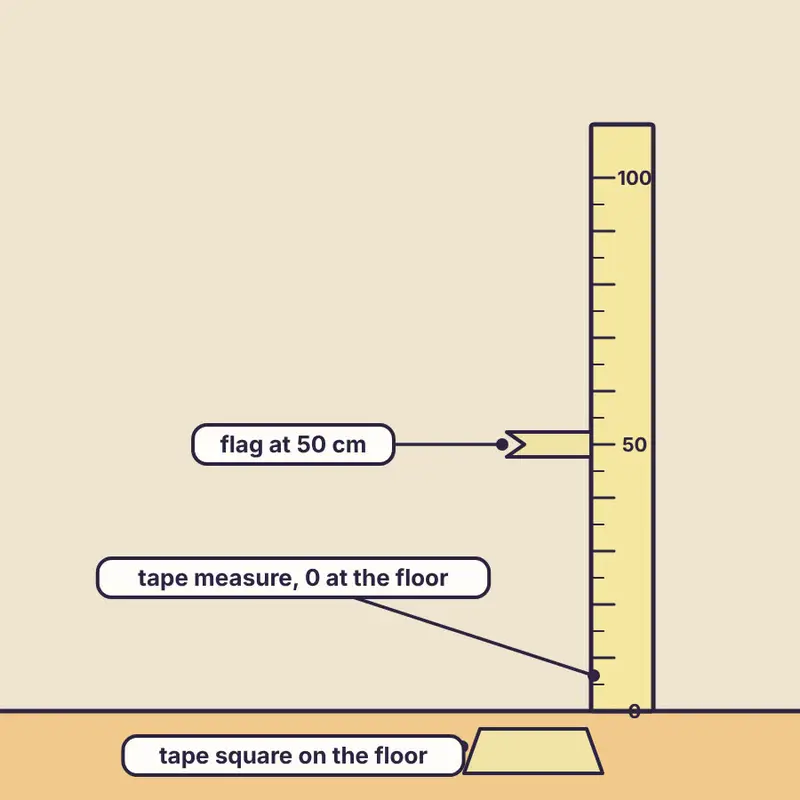 100
flag at 50 cm
50
tape measure, 0 at the floor
0
tape square on the floor